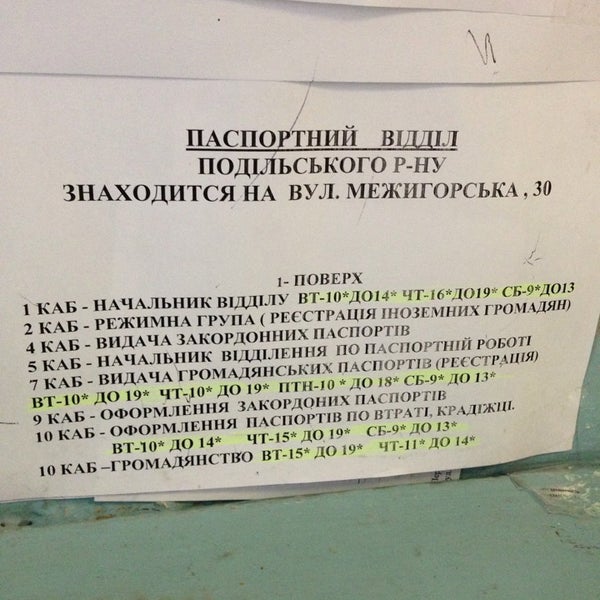 ПАСПОРТНИЙ ВІДДІЛ
ПОДІЛЬСЬКОГО Р-НУ
ЗНАХОДИТСЯ НА ВУЛ. МЕЖИГОРСЬКА , 30
1- ПОВЕРХ
1 КАБ - НАЧАЛЬНИК ВІДДІЛУ ВТ-10*ДО14* ЧТ-16*ДО19* СБ-9*ДО13
2 КАБ - РЕЖИМНА ГРУПА ( РЕЄСТРАЦІЯ ІНОЗЕМНИХ ГРОМАДЯН)
4 КАБ - ВИДАЧА ЗАКОРДОННИХ ПАСПОРТІВ
5 КАБ - НАЧАЛЬНИК ВІДДІЛЕННЯ ПО ПАСПОРТНІЙ РОБОТІ
7 КАБ - ВИДАЧА ГРОМАДЯНСЬКИХ ПАСПОРТІВ (РЕЄСТРАЦІЯ)
ВТ-10* ДО 19* ЧТ-10* ДО 19* ПТН-10 * ДО 18* СБ-9* ДО 13*
9 КАБ - ОФОРМЛЕННЯ ЗАКОРДОНИХ ПАСПОРТІВ
10 КАБ - ОФОРМЛЕННЯ ПАСПОРТІВ ПО ВТРАТІ, КРАДІЖЦІ.
ВТ-10* ДО 14* ЧТ-15* ДО 19* СБ-9* ДО 13*
10 КАБ –ГРОМАДЯНСТВО ВТ-15* ДО 19* ЧТ-11* ДО 14*